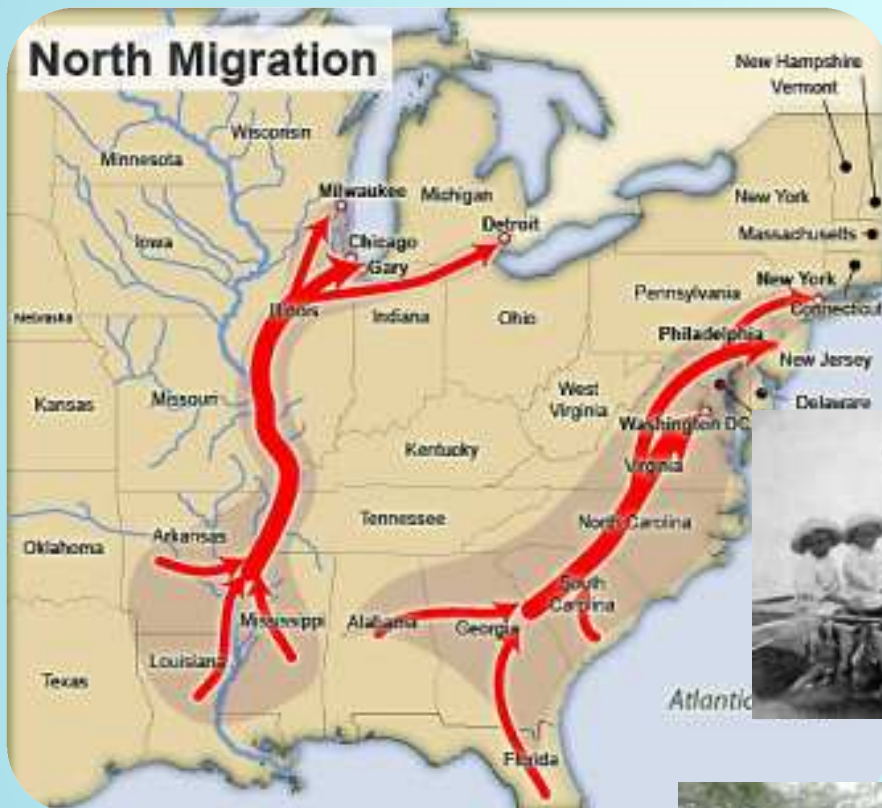 North Migration
New Hampshire
Vermont
Wisconsin
Minnesota
Milwaukee
Michigan
New York
Detroit
Massachusetts
Iowa
Chicago
Gary
New York
Pennsylvania
Connecticut
Illinois
Indiana
Ohio
Nebraska
Philadelphia
New Jersey
West
Virginia
Delaware
Kansas
Missouri
Washington DC
Kentucky
Virginia
Tennessee
North Carolina
Arkansas
Oklahoma
South
Carolina
Mississippi
Alabama
Georgia
Louisiana
Texas
Atlantic
Florida